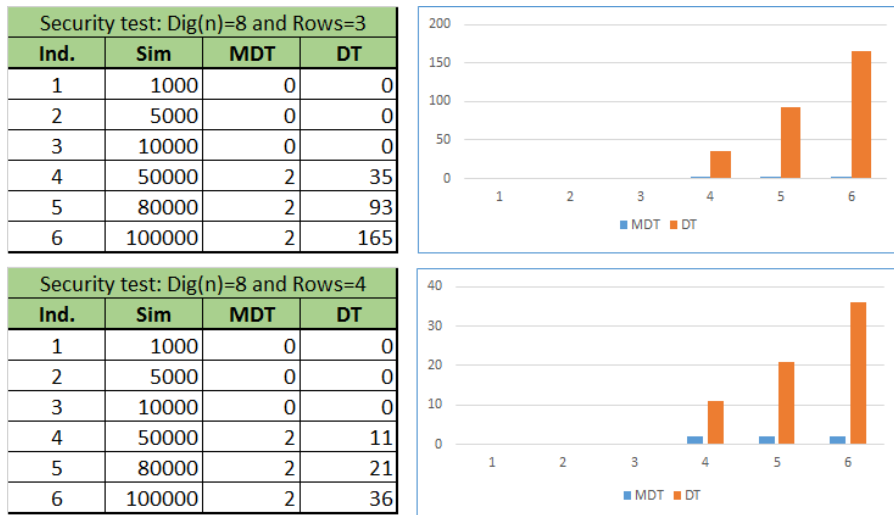 Security test: Dig(n)=8 and Rows=3
Ind. Sim MDT DT
1 1000 0 0
2 5000 0 0
3 10000 0 0
4 50000 2 35
5 80000 2 93
6 100000 2 165
200
150
100
50
0
1 2 3 4 5 6
MDT DT
Security test: Dig(n)=8 and Rows=4
Ind. Sim MDT DT
1 1000 0 0
2 5000 0 0
3 10000 0 0
4 50000 2 11
5 80000 2 21
6 100000 2 36
40
30
20
10
0
1 2 3 4 5 6
MDT DT